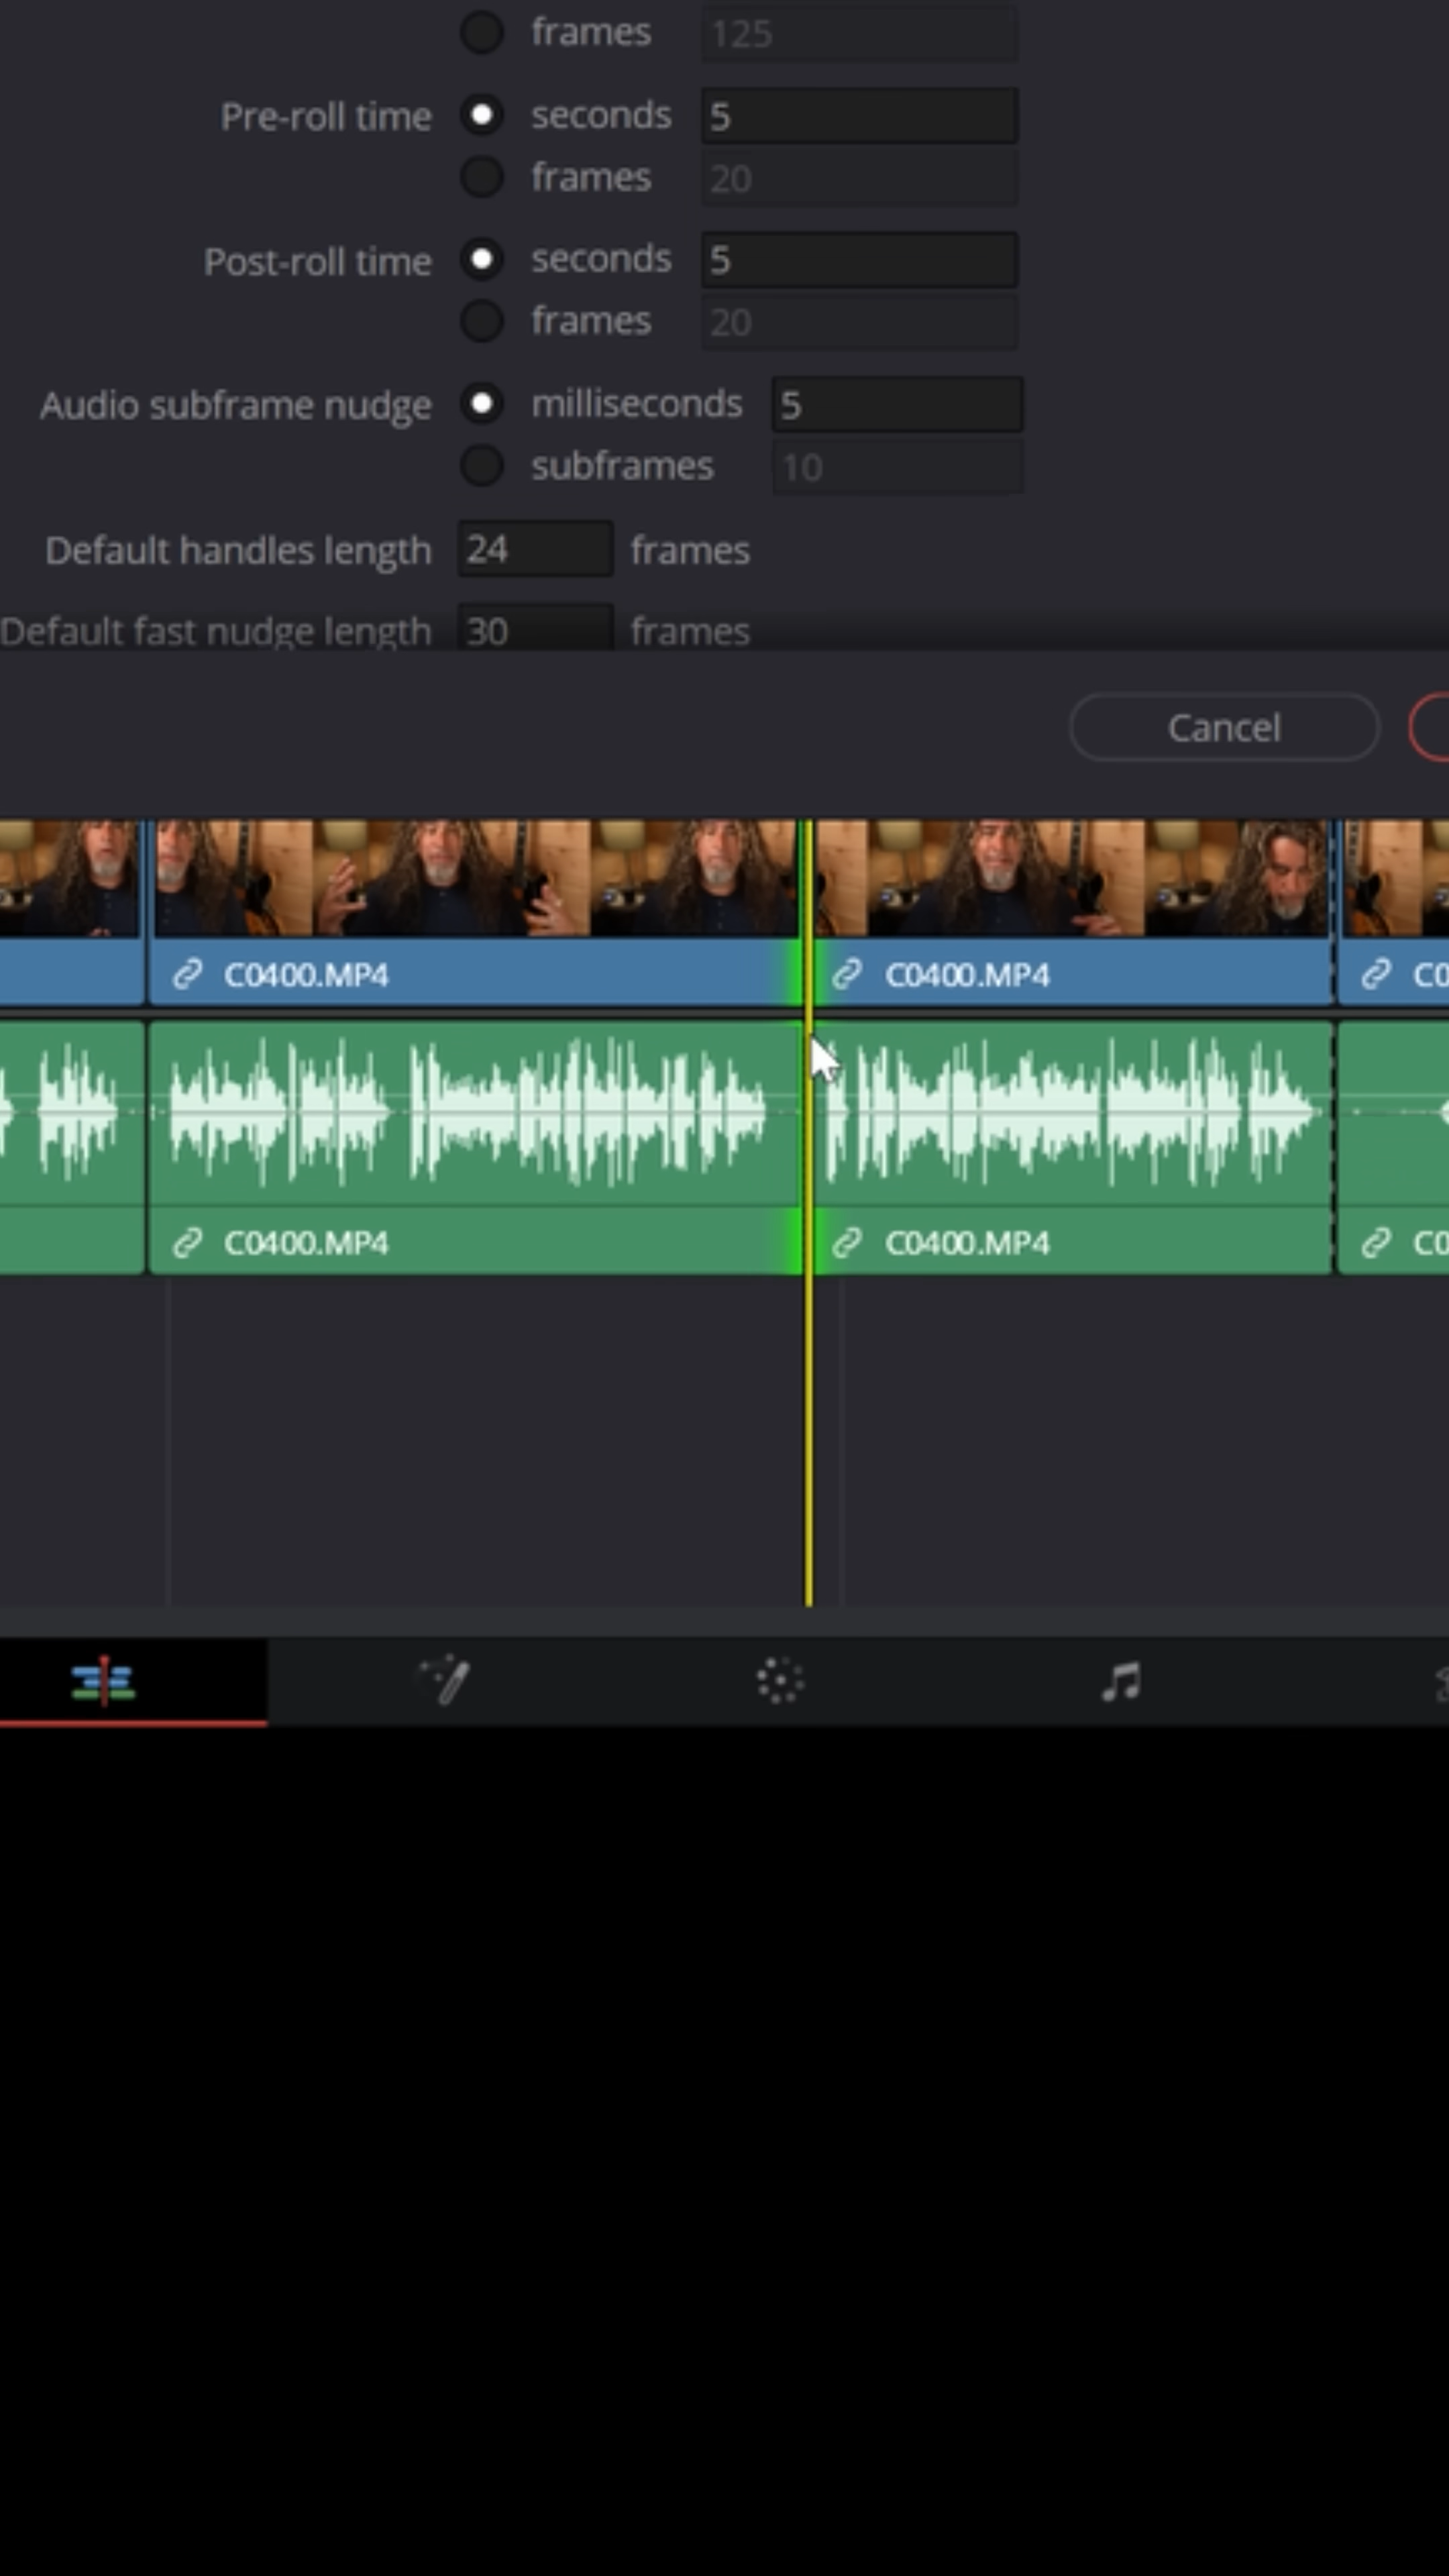 frames 125
Pre-roll time seconds 5
frames 20
Post-roll time seconds 5
frames 20
Audio subframe nudge milliseconds 5
subframes 10
Default handles length 24 frames
Default fast nudge length 30 frames
Cancel
C0400.MP4 C0400.MP4 C0
C0400.MP4 C0400.MP4 C0